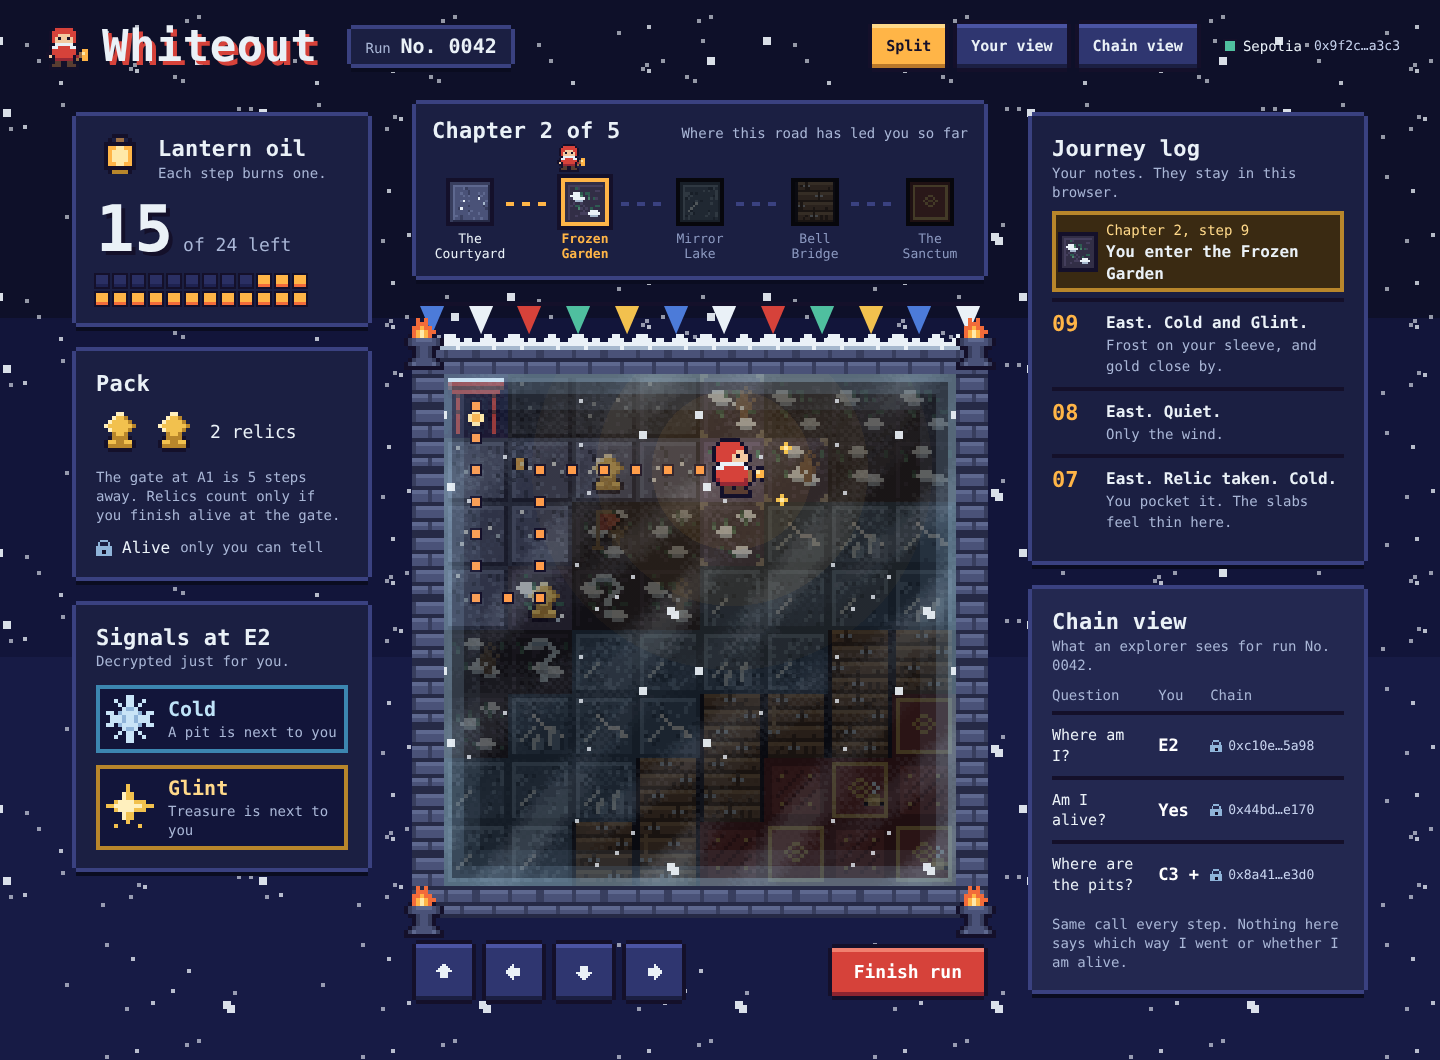 Whiteout
Run No. 0042
Split
Your view
Chain view
Sepolia · 0x9f2c…a3c3
Lantern oil
Each step burns one.
15 of 24 left
Pack
2 relics
The gate at A1 is 5 steps
away. Relics count only if
you finish alive at the gate.
Alive only you can tell
Signals at E2
Decrypted just for you.
Cold
A pit is next to you
Glint
Treasure is next to
you
Chapter 2 of 5
Where this road has led you so far
The
Courtyard
Frozen
Garden
Mirror
Lake
Bell
Bridge
The
Sanctum
?
?
Finish run
Journey log
Your notes. They stay in this
browser.
Chapter 2, step 9
You enter the Frozen
Garden
09 East. Cold and Glint.
Frost on your sleeve, and
gold close by.
08 East. Quiet.
Only the wind.
07 East. Relic taken. Cold.
You pocket it. The slabs
feel thin here.
Chain view
What an explorer sees for run No.
0042.
Question You Chain
Where am
I?
E2 0xc10e…5a98
Am I
alive?
Yes 0x44bd…e170
Where are
the pits?
C3 + 0x8a41…e3d0
Same call every step. Nothing here
says which way I went or whether I
am alive.